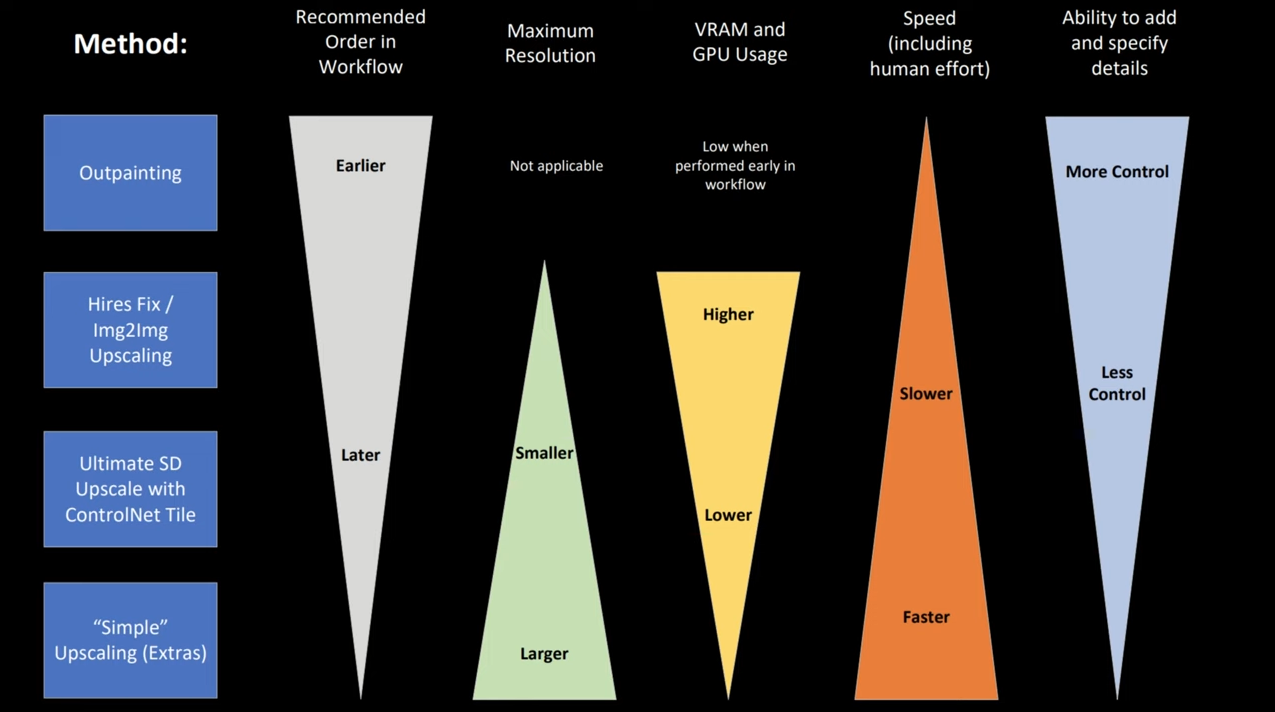 Method:
Recommended
Order in
Workflow
Maximum
Resolution
VRAM and
GPU Usage
Speed
(including
human effort)
Ability to add
and specify
details
Outpainting
Earlier
Not applicable
Low when
performed early in
workflow
More Control
Hires Fix /
Img2Img
Upscaling
Higher
Less
Control
Slower
Ultimate SD
Upscale with
ControlNet Tile
Later
Smaller
Lower
"Simple"
Upscaling (Extras)
Larger
Faster